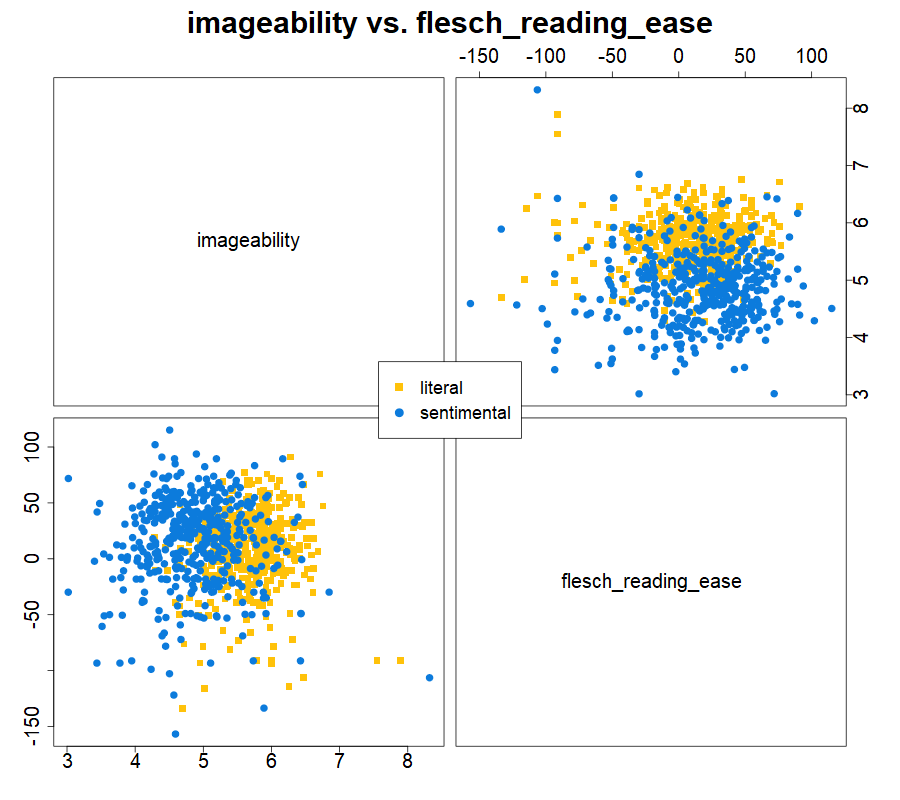 imageability vs. flesch_reading_ease
-150 -100 -50 0 50 100
imageability
8
7
6
5
4
3
literal
sentimental
100
50
0
-50
-150
flesch_reading_ease
3 4 5 6 7 8